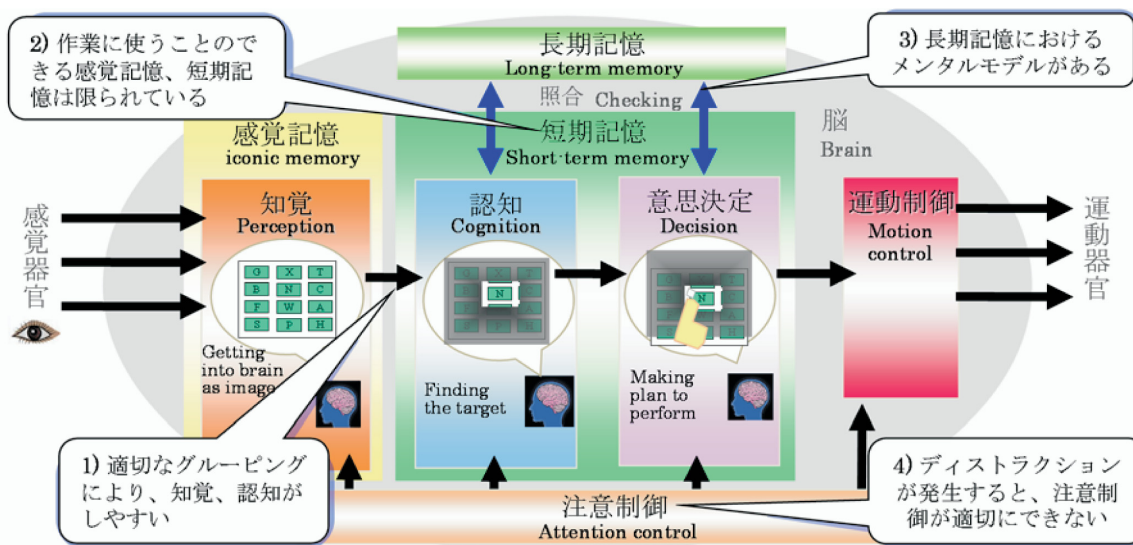 2) 作業に使うことので
きる感覚記憶、短期記
憶は限られている
長期記憶
Long-term memory
3) 長期記憶における
メンタルモデルがある
照合 Checking
感覚記憶
iconic memory
短期記憶
Short-term memory
脳
Brain
感覚器官
知覚
Perception
G X T
B N C
F W A
S P H
Getting
into brain
as image
認知
Cognition
N
Finding
the target
意思決定
Decision
N
Making
plan to
perform
運動制御
Motion
control
運動器官
1) 適切なグルーピング
により、知覚、認知が
しやすい
注意制御
Attention control
4) ディストラクション
が発生すると、注意制
御が適切にできない